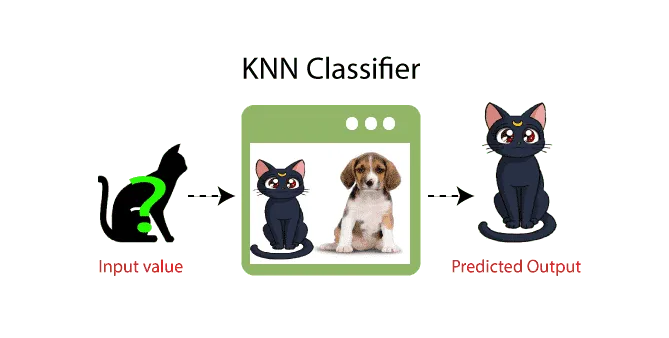 KNN Classifier
?
Input value
Predicted Output